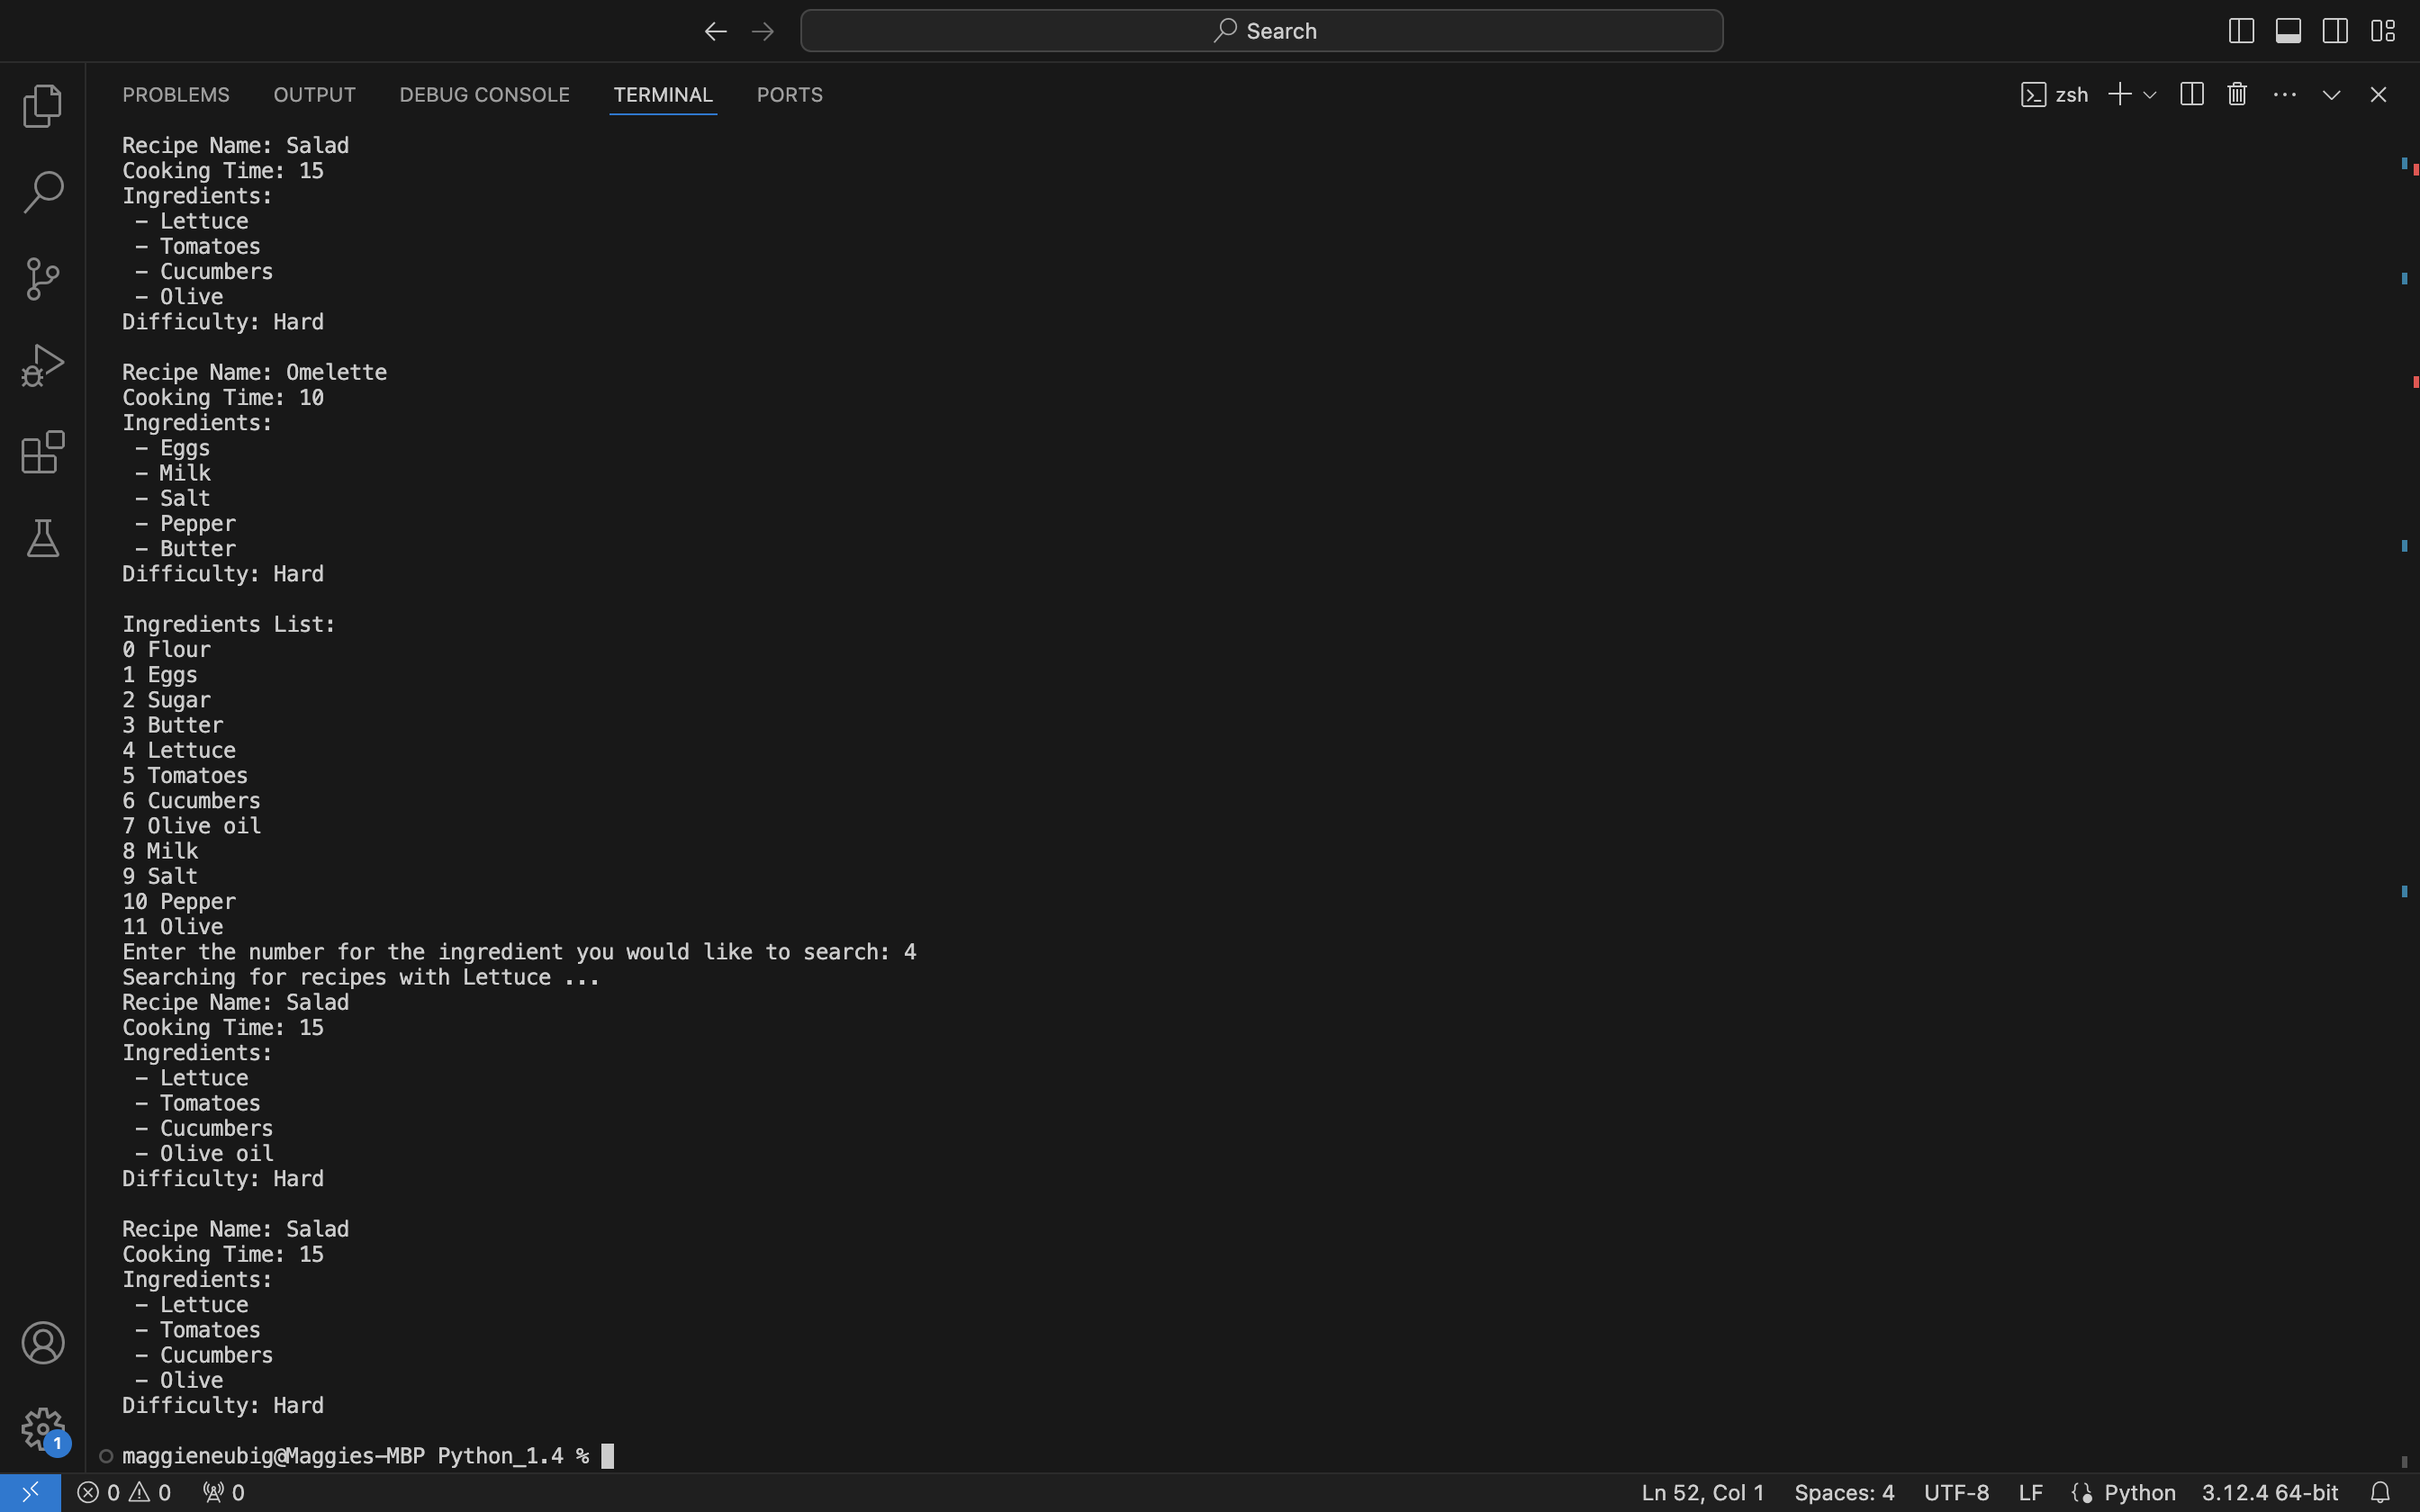 Search
PROBLEMS OUTPUT DEBUG CONSOLE TERMINAL PORTS zsh
Recipe Name: Salad
Cooking Time: 15
Ingredients:
- Lettuce
- Tomatoes
- Cucumbers
- Olive
Difficulty: Hard
Recipe Name: Omelette
Cooking Time: 10
Ingredients:
- Eggs
- Milk
- Salt
- Pepper
- Butter
Difficulty: Hard
Ingredients List:
0 Flour
1 Eggs
2 Sugar
3 Butter
4 Lettuce
5 Tomatoes
6 Cucumbers
7 Olive oil
8 Milk
9 Salt
10 Pepper
11 Olive
Enter the number for the ingredient you would like to search: 4
Searching for recipes with Lettuce ...
Recipe Name: Salad
Cooking Time: 15
Ingredients:
- Lettuce
- Tomatoes
- Cucumbers
- Olive oil
Difficulty: Hard
Recipe Name: Salad
Cooking Time: 15
Ingredients:
- Lettuce
- Tomatoes
- Cucumbers
- Olive
Difficulty: Hard
maggieneubig@Maggies-MBP Python_1.4 %
1
0 0 0 Ln 52, Col 1 Spaces: 4 UTF-8 LF Python 3.12.4 64-bit